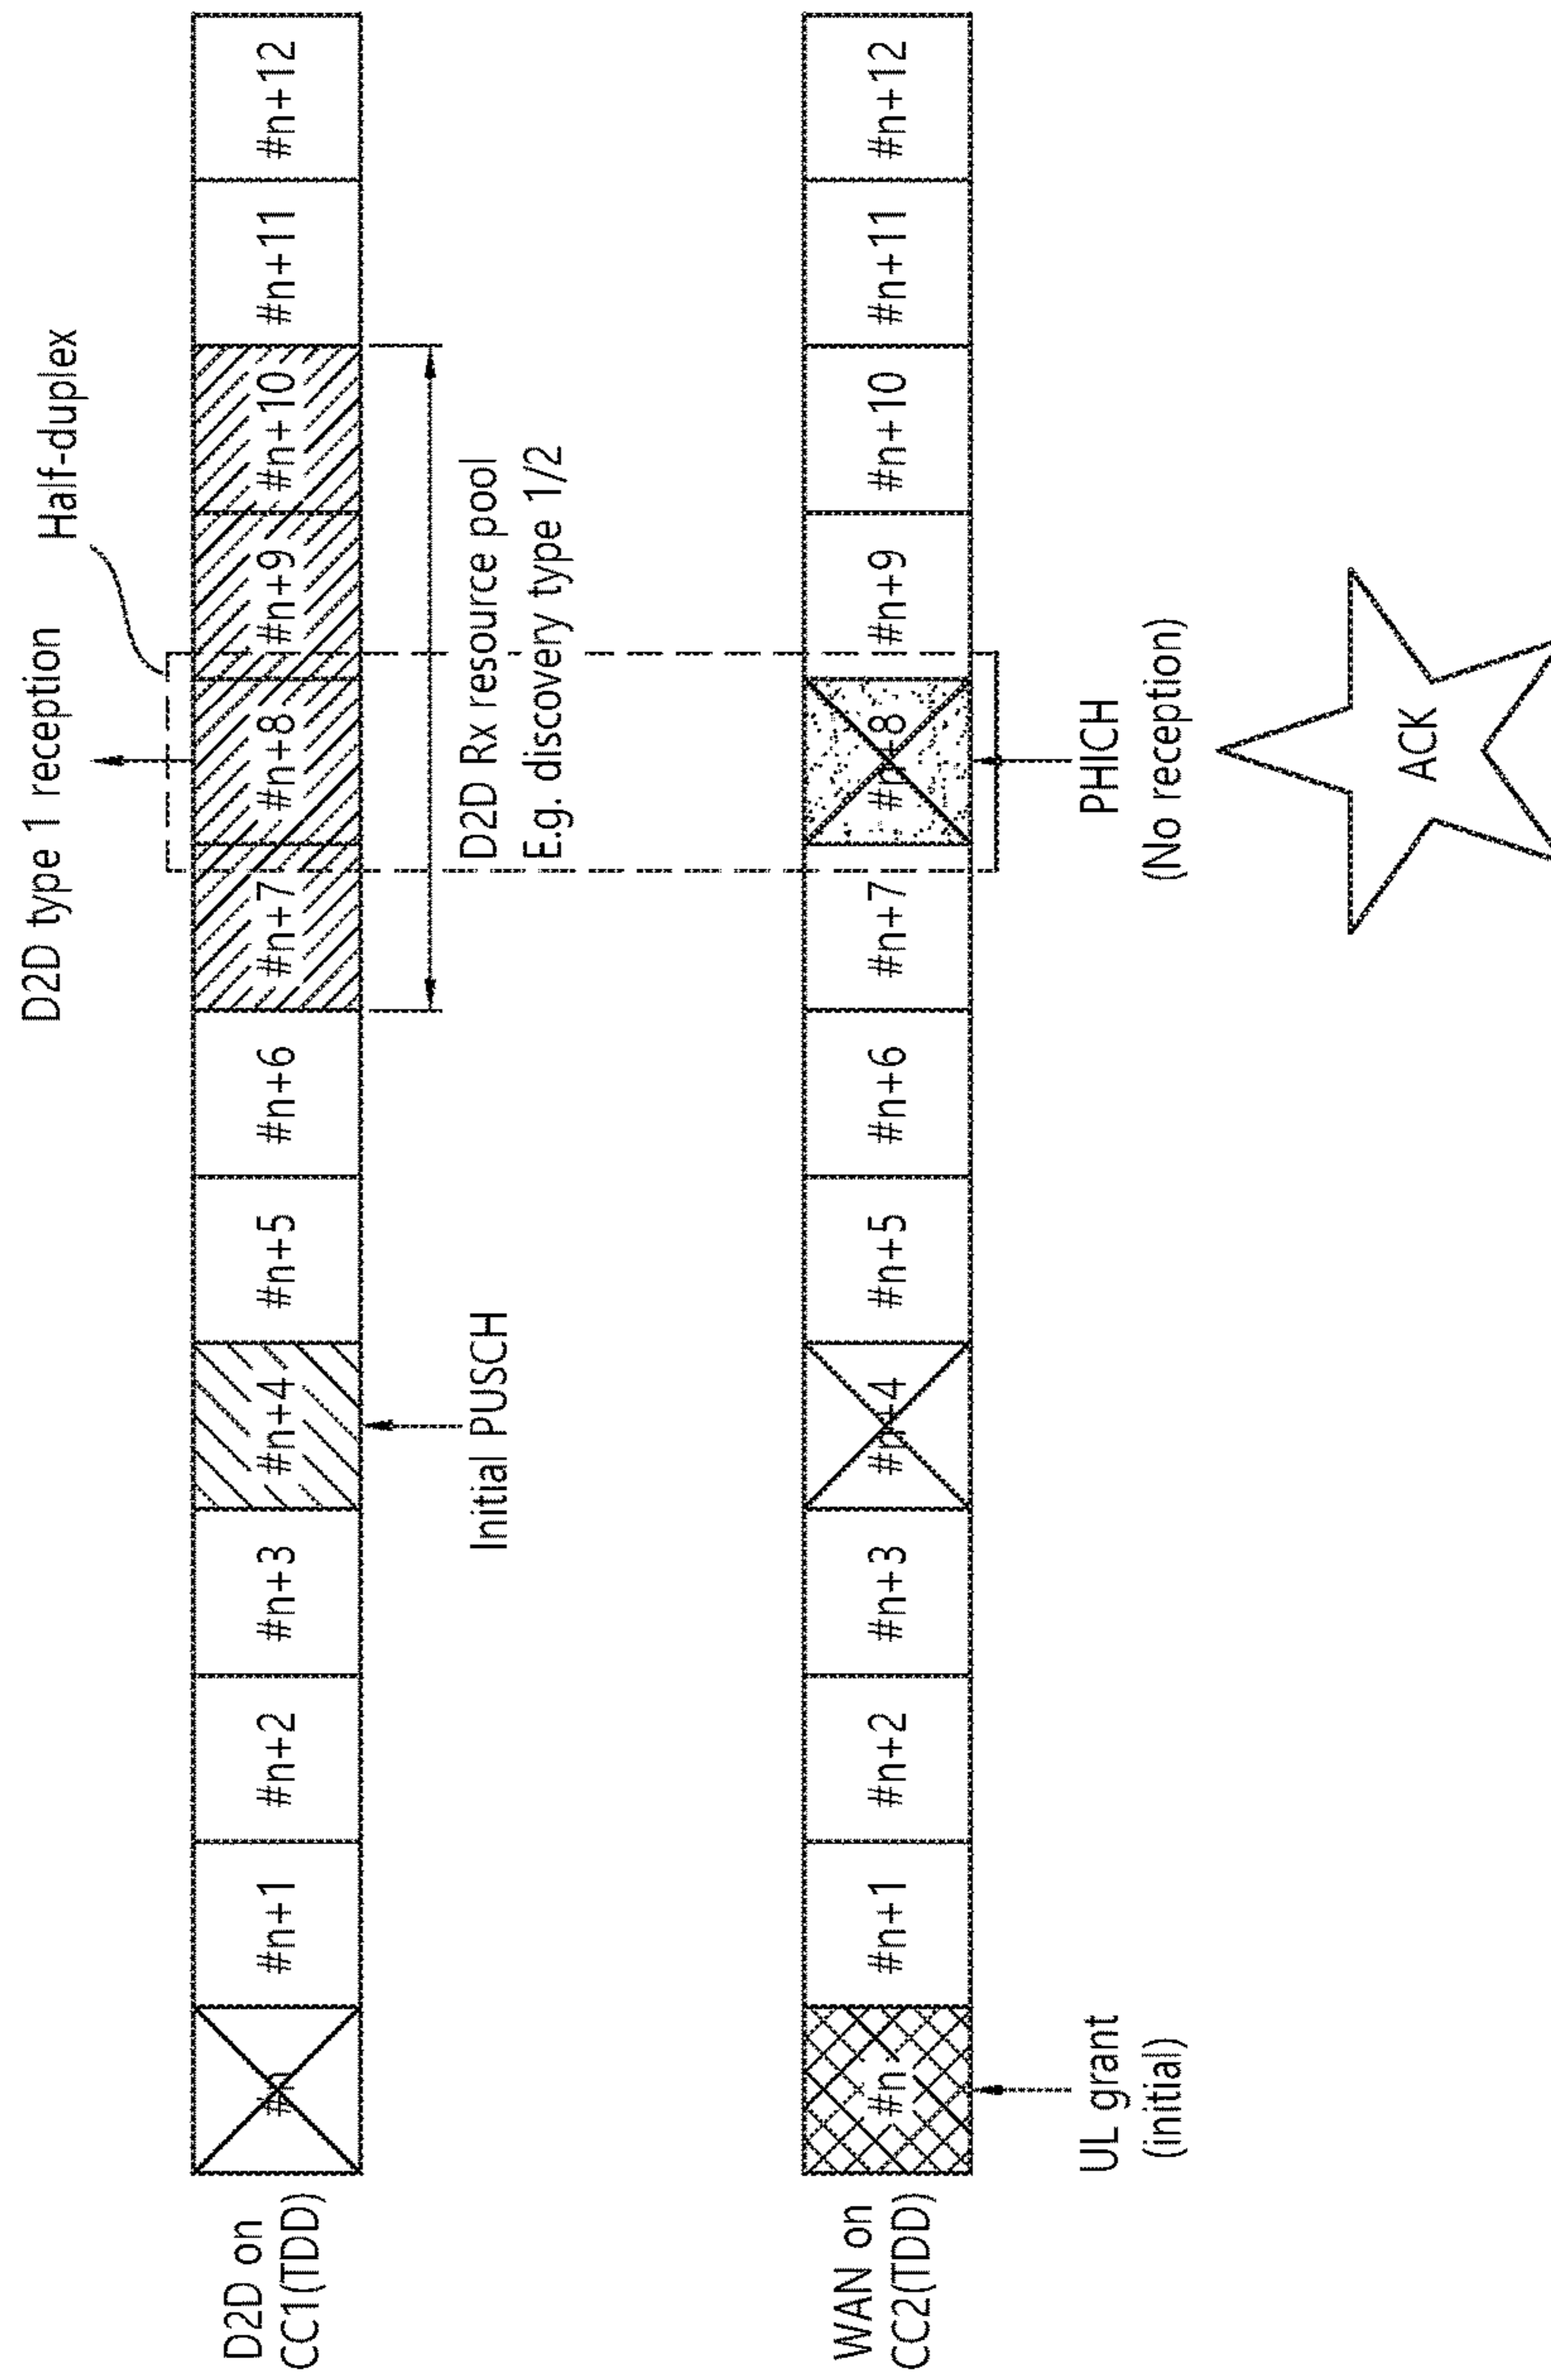 D2D type 1 reception
Half-duplex
D2D on
CC1(TDD)
#n #n+1 #n+2 #n+3 #n+4 #n+5 #n+6 #n+7 #n+8 #n+9 #n+10 #n+11 #n+12
Initial PUSCH
D2D Rx resource pool
E.g. discovery type 1/2
WAN on
CC2(TDD)
#n #n+1 #n+2 #n+3 #n+4 #n+5 #n+6 #n+7 #n+8 #n+9 #n+10 #n+11 #n+12
UL grant
(initial)
PHICH
(No reception)
ACK